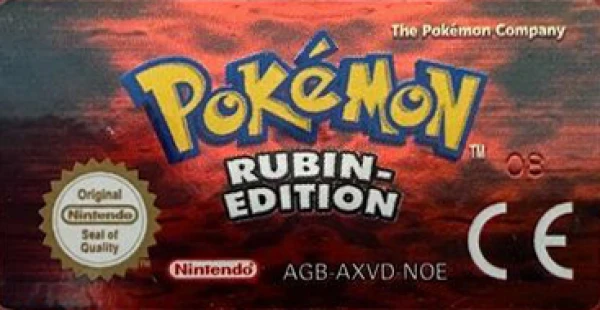 The Pokémon Company
POKéMON
TM
08
RUBIN-
EDITION
Original
Nintendo
Seal of
Quality
Nintendo
AGB-AXVD-NOE
CE